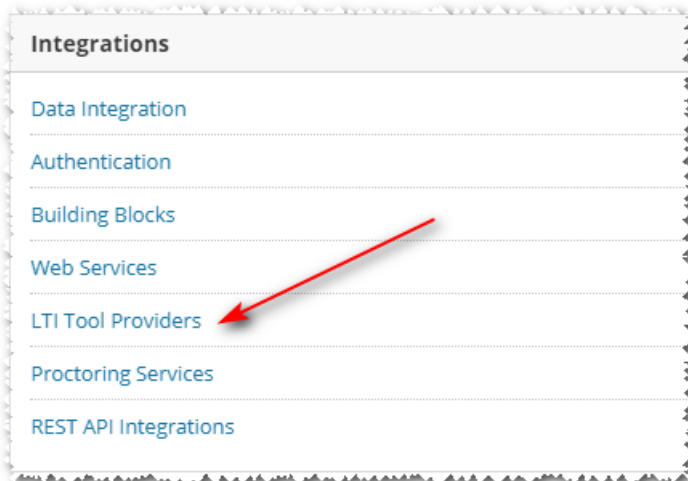 Integrations
Data Integration
Authentication
Building Blocks
Web Services
LTI Tool Providers
Proctoring Services
REST API Integrations